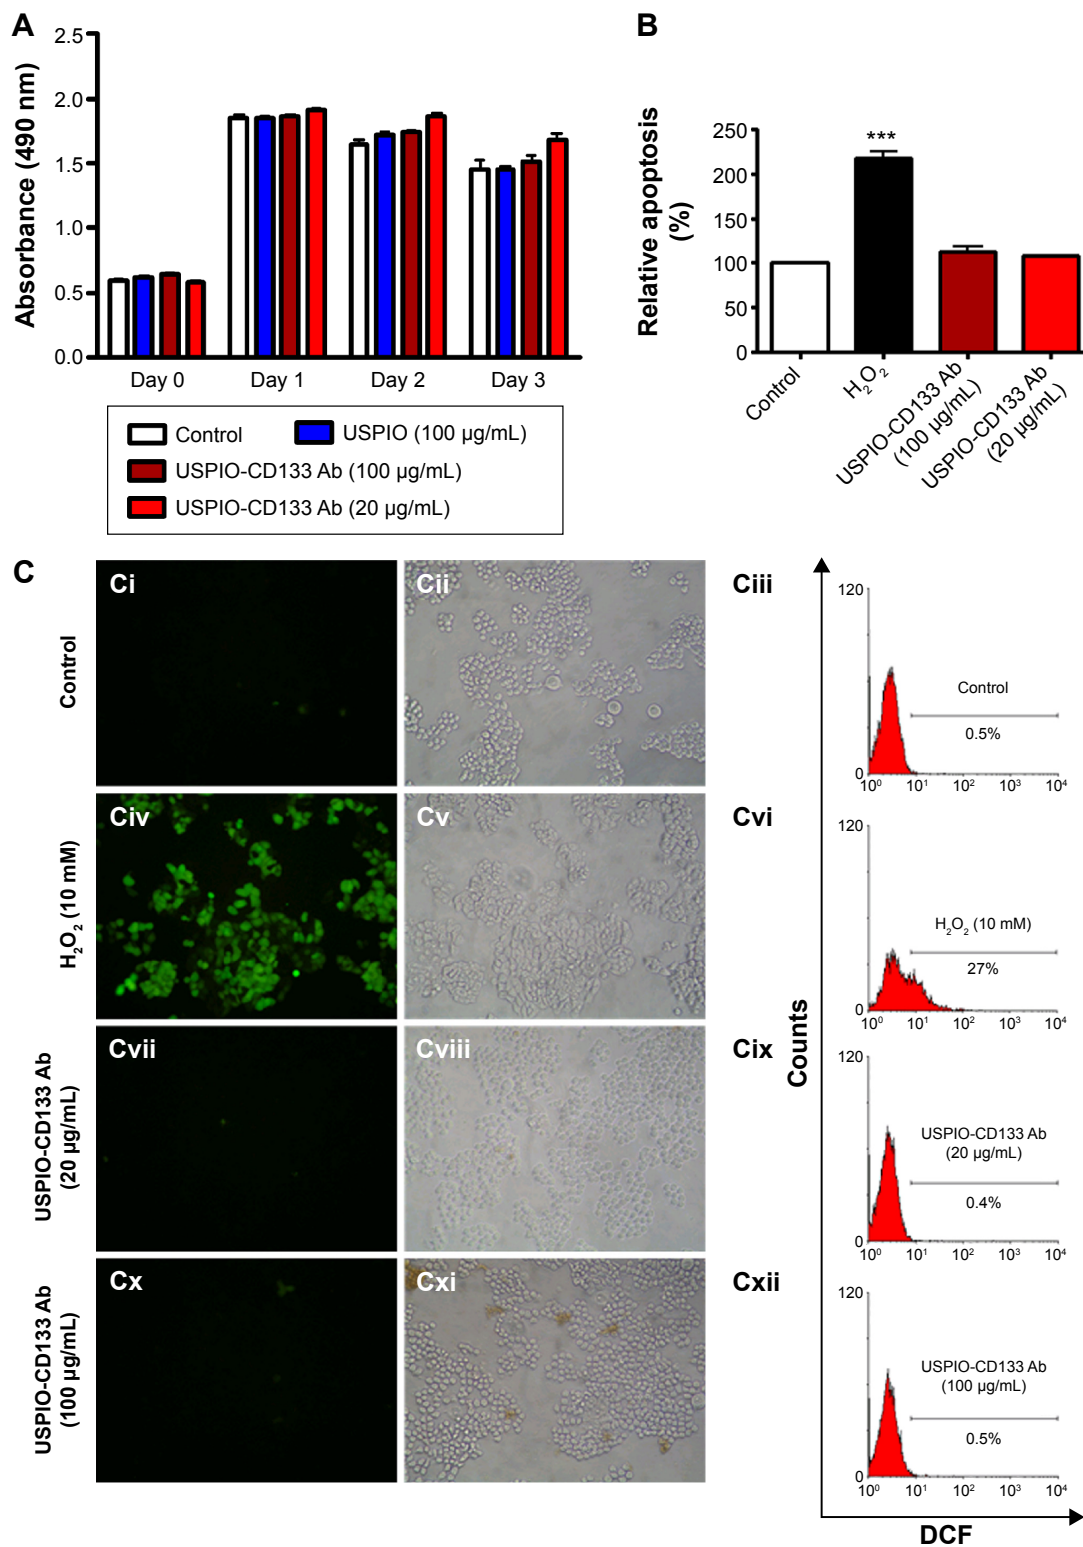 A
Absorbance (490 nm)
2.5
2.0
1.5
1.0
0.5
0.0
Day 0 Day 1 Day 2 Day 3
Control USPIO (100 µg/mL)
USPIO-CD133 Ab (100 µg/mL)
USPIO-CD133 Ab (20 µg/mL)
B
Relative apoptosis
(%)
250
200
150
100
50
0
***
Control
H₂O₂
USPIO-CD133 Ab
(100 µg/mL)
USPIO-CD133 Ab
(20 µg/mL)
C
Control
Ci
Cii
Ciii
120
Control
0.5%
0
10⁰ 10¹ 10² 10³ 10⁴
H₂O₂ (10 mM)
Civ
Cv
Cvi
120
H₂O₂ (10 mM)
27%
0
10⁰ 10¹ 10² 10³ 10⁴
USPIO-CD133 Ab
(20 µg/mL)
Cvii
Cviii
Cix
120
USPIO-CD133 Ab
(20 µg/mL)
0.4%
0
10⁰ 10¹ 10² 10³ 10⁴
USPIO-CD133 Ab
(100 µg/mL)
Cx
Cxi
Cxii
120
USPIO-CD133 Ab
(100 µg/mL)
0.5%
0
10⁰ 10¹ 10² 10³ 10⁴
Counts
DCF